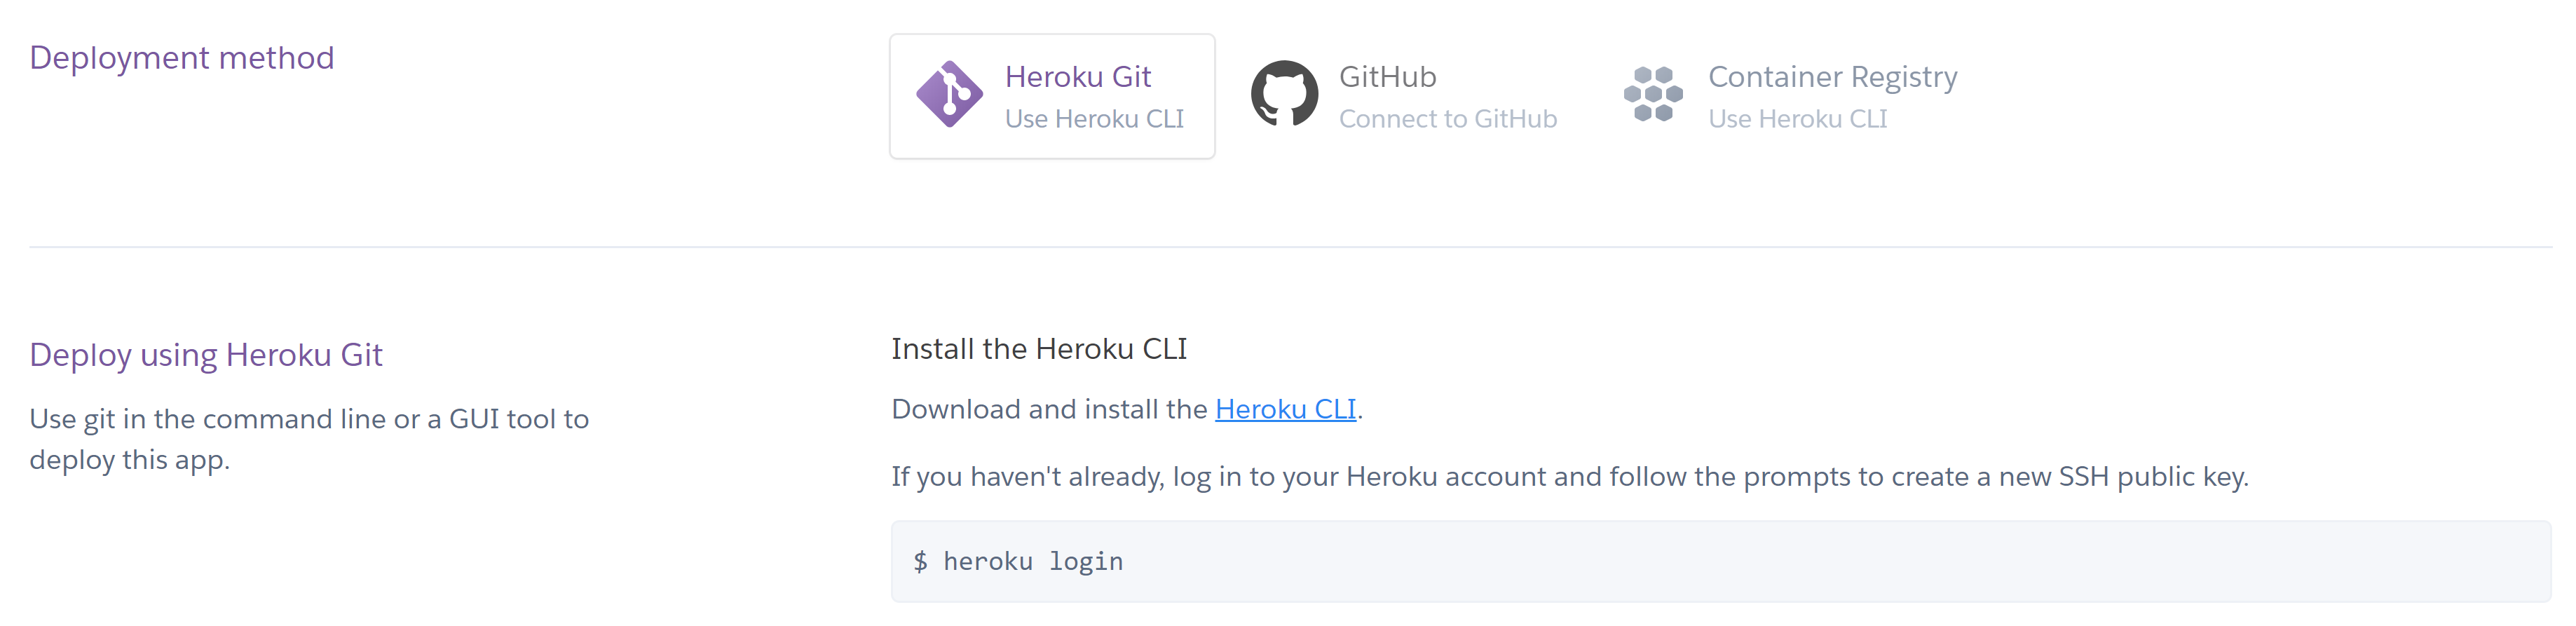 Deployment method
Heroku Git
Use Heroku CLI
GitHub
Connect to GitHub
Container Registry
Use Heroku CLI
Deploy using Heroku Git
Use git in the command line or a GUI tool to
deploy this app.
Install the Heroku CLI
Download and install the Heroku CLI.
If you haven't already, log in to your Heroku account and follow the prompts to create a new SSH public key.
$ heroku login